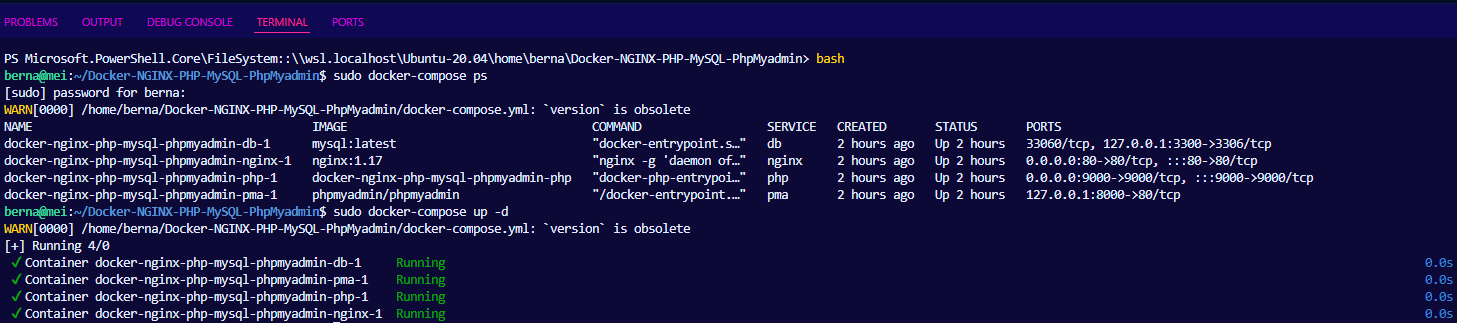 PROBLEMS OUTPUT DEBUG CONSOLE TERMINAL PORTS
PS Microsoft.PowerShell.Core\FileSystem::\\wsl.localhost\Ubuntu-20.04\home\berna\Docker-NGINX-PHP-MySQL-PhpMyadmin> bash
berna@mei:~/Docker-NGINX-PHP-MySQL-PhpMyadmin$ sudo docker-compose ps
[sudo] password for berna:
WARN[0000] /home/berna/Docker-NGINX-PHP-MySQL-PhpMyadmin/docker-compose.yml: `version` is obsolete
NAME IMAGE COMMAND SERVICE CREATED STATUS PORTS
docker-nginx-php-mysql-phpmyadmin-db-1 mysql:latest "docker-entrypoint.s…" db 2 hours ago Up 2 hours 33060/tcp, 127.0.0.1:3300->3306/tcp
docker-nginx-php-mysql-phpmyadmin-nginx-1 nginx:1.17 "nginx -g 'daemon of…" nginx 2 hours ago Up 2 hours 0.0.0.0:80->80/tcp, :::80->80/tcp
docker-nginx-php-mysql-phpmyadmin-php-1 docker-nginx-php-mysql-phpmyadmin-php "docker-php-entrypoi…" php 2 hours ago Up 2 hours 0.0.0.0:9000->9000/tcp, :::9000->9000/tcp
docker-nginx-php-mysql-phpmyadmin-pma-1 phpmyadmin/phpmyadmin "/docker-entrypoint.…" pma 2 hours ago Up 2 hours 127.0.0.1:8000->80/tcp
berna@mei:~/Docker-NGINX-PHP-MySQL-PhpMyadmin$ sudo docker-compose up -d
WARN[0000] /home/berna/Docker-NGINX-PHP-MySQL-PhpMyadmin/docker-compose.yml: `version` is obsolete
[+] Running 4/0
✓ Container docker-nginx-php-mysql-phpmyadmin-db-1 Running 0.0s
✓ Container docker-nginx-php-mysql-phpmyadmin-pma-1 Running 0.0s
✓ Container docker-nginx-php-mysql-phpmyadmin-php-1 Running 0.0s
✓ Container docker-nginx-php-mysql-phpmyadmin-nginx-1 Running 0.0s